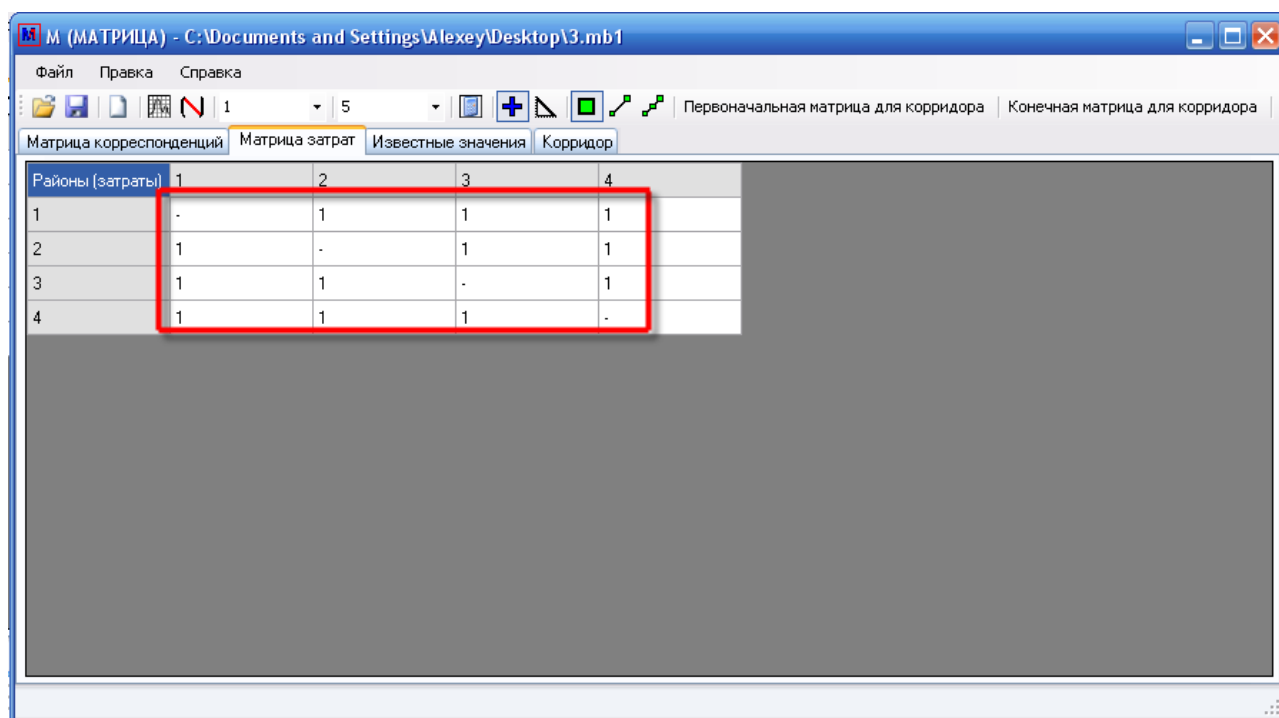 M (МАТРИЦА) - C:\Documents and Settings\Alexey\Desktop\3.mb1
Файл Правка Справка
1 5 Первоначальная матрица для корридора Конечная матрица для корридора
Матрица корреспонденций Матрица затрат Известные значения Корридор
Районы (затраты) 1 2 3 4
1 - 1 1 1
2 1 - 1 1
3 1 1 - 1
4 1 1 1 -